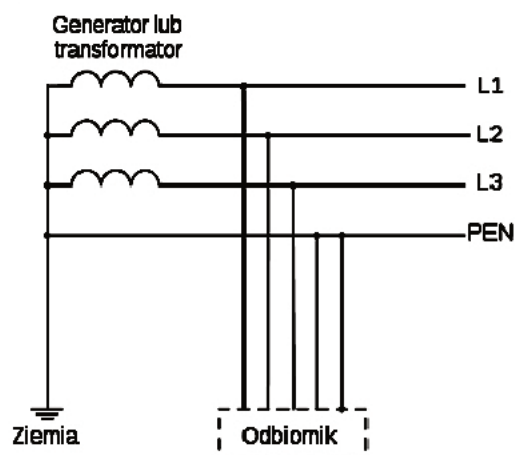 Generator lub
transformator
L1
L2
L3
PEN
Ziemia
Odbiornik